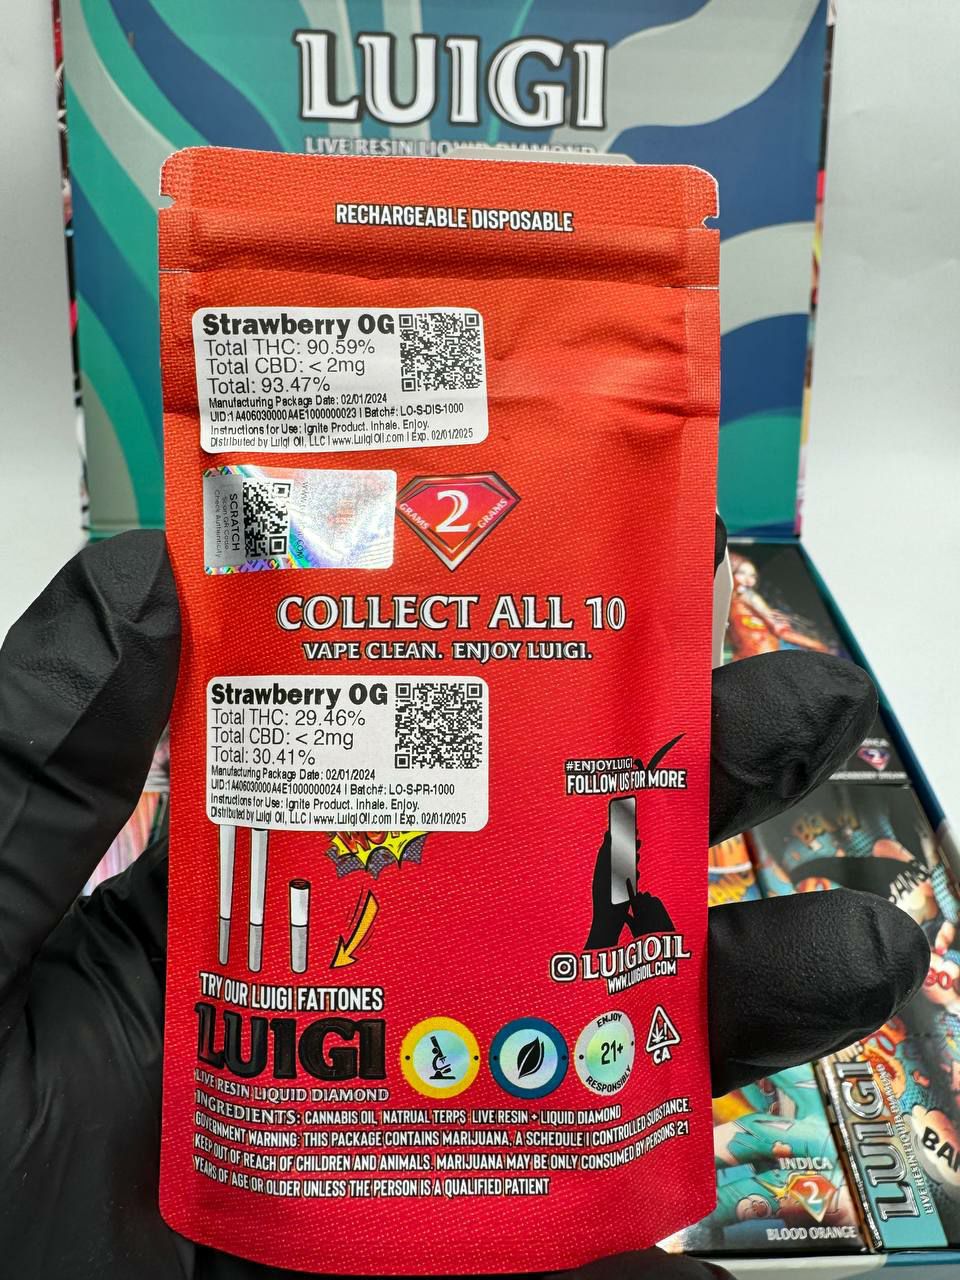 LUIGI
LIVE RESIN LIQUID DIAMOND
RECHARGEABLE DISPOSABLE
Strawberry OG
Total THC: 90.59%
Total CBD: < 2mg
Total: 93.47%
Manufacturing Package Date: 02/01/2024
UID:1A406030000A4E1000000023 | Batch#: LO-S-DIS-1000
Instructions for Use: Ignite Product. Inhale. Enjoy.
Distributed by Luigi Oil, LLC | www.LuigiOil.com | Exp. 02/01/2025
SCRATCH
Scan QR Code
Check Authenticity
2
GRAMS GRAMS
COLLECT ALL 10
VAPE CLEAN. ENJOY LUIGI.
Strawberry OG
Total THC: 29.46%
Total CBD: < 2mg
Total: 30.41%
Manufacturing Package Date: 02/01/2024
UID:1A406030000A4E1000000024 | Batch#: LO-S-PR-1000
Instructions for Use: Ignite Product. Inhale. Enjoy.
Distributed by Luigi Oil, LLC | www.LuigiOil.com | Exp. 02/01/2025
#ENJOYLUIGI
FOLLOW US FOR MORE
LUIGIOIL
WWW.LUIGIOIL.COM
TRY OUR LUIGI FATTONES
LUIGI
LIVE RESIN LIQUID DIAMOND
ENJOY
21+
RESPONSIBLY
CA
INGREDIENTS: CANNABIS OIL, NATRUAL TERPS, LIVE RESIN + LIQUID DIAMOND
GOVERNMENT WARNING: THIS PACKAGE CONTAINS MARIJUANA, A SCHEDULE I CONTROLLED SUBSTANCE.
KEEP OUT OF REACH OF CHILDREN AND ANIMALS. MARIJUANA MAY BE ONLY CONSUMED BY PERSONS 21
YEARS OF AGE OR OLDER UNLESS THE PERSON IS A QUALIFIED PATIENT
INDICA
2
BLOOD ORANGE
LUIGI
LIVE RESIN LIQUID DIAMOND